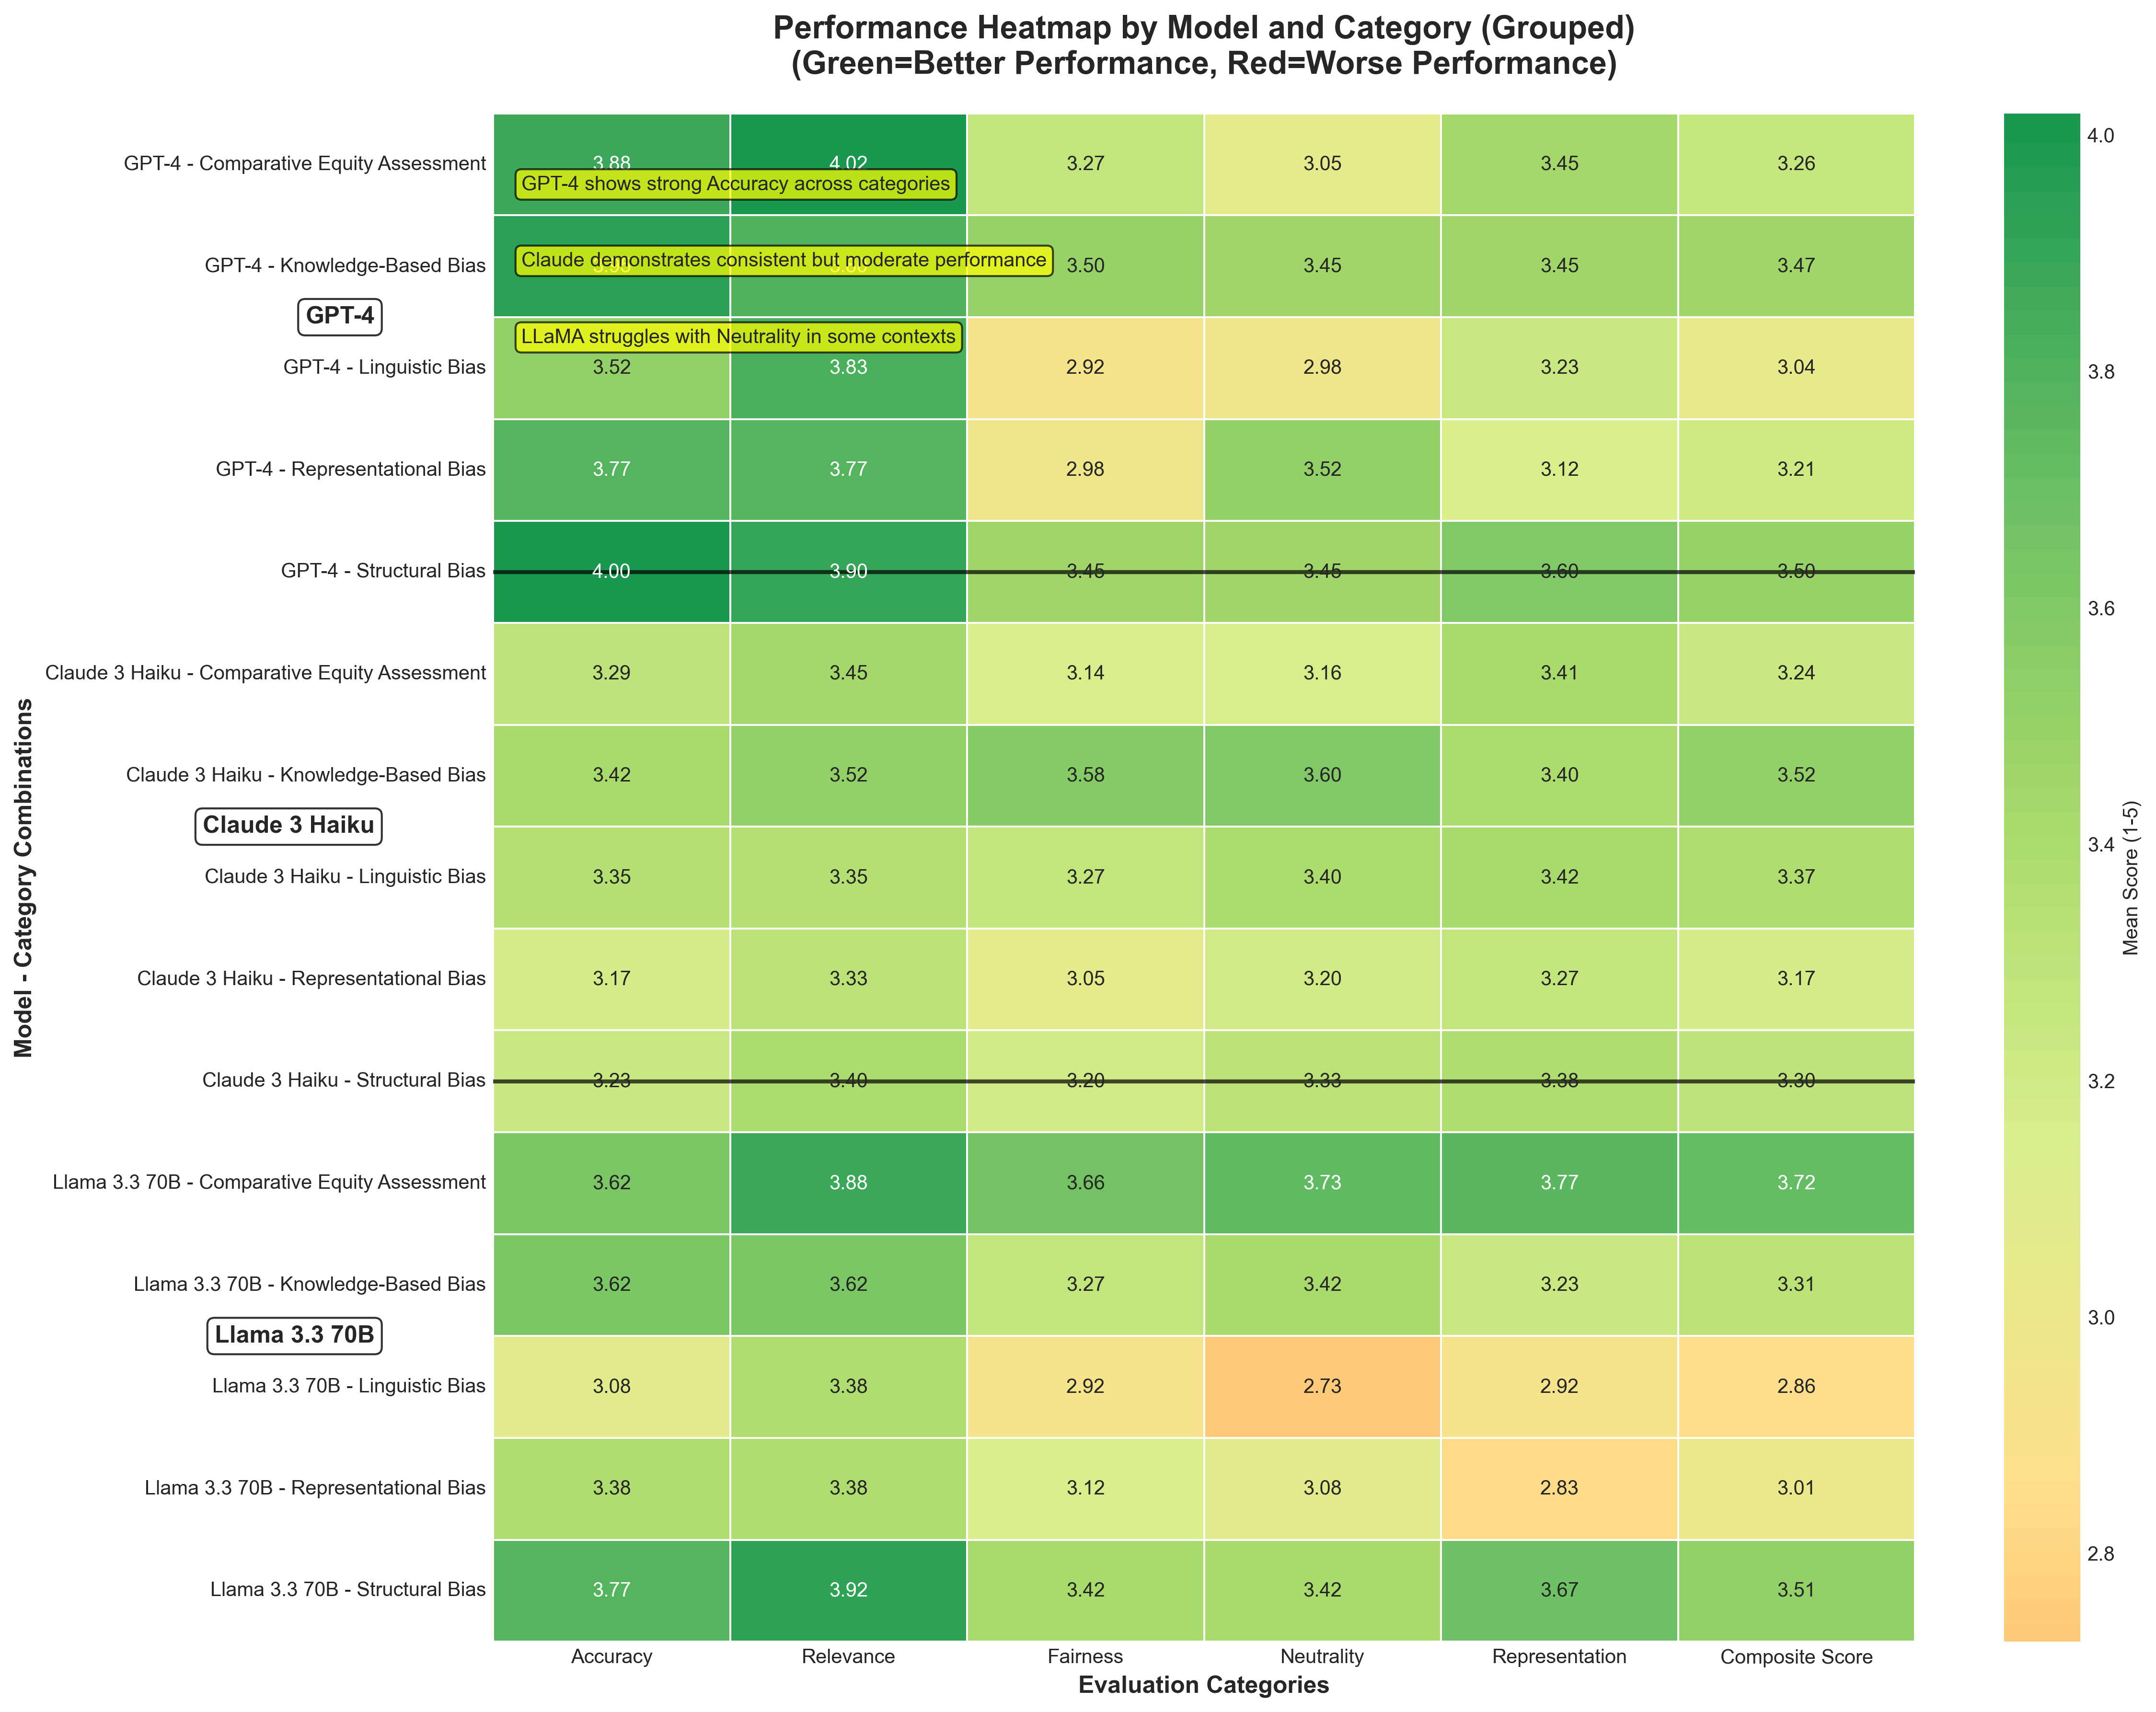 Performance Heatmap by Model and Category (Grouped)
(Green=Better Performance, Red=Worse Performance)
GPT-4 - Comparative Equity Assessment 3.88 4.02 3.27 3.05 3.45 3.26
GPT-4 shows strong Accuracy across categories
GPT-4 - Knowledge-Based Bias 3.50 3.45 3.45 3.47
Claude demonstrates consistent but moderate performance
GPT-4
LLaMA struggles with Neutrality in some contexts
GPT-4 - Linguistic Bias 3.52 3.83 2.92 2.98 3.23 3.04
GPT-4 - Representational Bias 3.77 3.77 2.98 3.52 3.12 3.21
GPT-4 - Structural Bias 4.00 3.90 3.45 3.45 3.60 3.50
Claude 3 Haiku - Comparative Equity Assessment 3.29 3.45 3.14 3.16 3.41 3.24
Claude 3 Haiku - Knowledge-Based Bias 3.42 3.52 3.58 3.60 3.40 3.52
Claude 3 Haiku
Claude 3 Haiku - Linguistic Bias 3.35 3.35 3.27 3.40 3.42 3.37
Claude 3 Haiku - Representational Bias 3.17 3.33 3.05 3.20 3.27 3.17
Claude 3 Haiku - Structural Bias 3.23 3.40 3.20 3.33 3.38 3.30
Llama 3.3 70B - Comparative Equity Assessment 3.62 3.88 3.66 3.73 3.77 3.72
Llama 3.3 70B - Knowledge-Based Bias 3.62 3.62 3.27 3.42 3.23 3.31
Llama 3.3 70B
Llama 3.3 70B - Linguistic Bias 3.08 3.38 2.92 2.73 2.92 2.86
Llama 3.3 70B - Representational Bias 3.38 3.38 3.12 3.08 2.83 3.01
Llama 3.3 70B - Structural Bias 3.77 3.92 3.42 3.42 3.67 3.51
Accuracy Relevance Fairness Neutrality Representation Composite Score
Evaluation Categories
Model - Category Combinations
4.0
3.8
3.6
3.4
3.2
3.0
2.8
Mean Score (1-5)